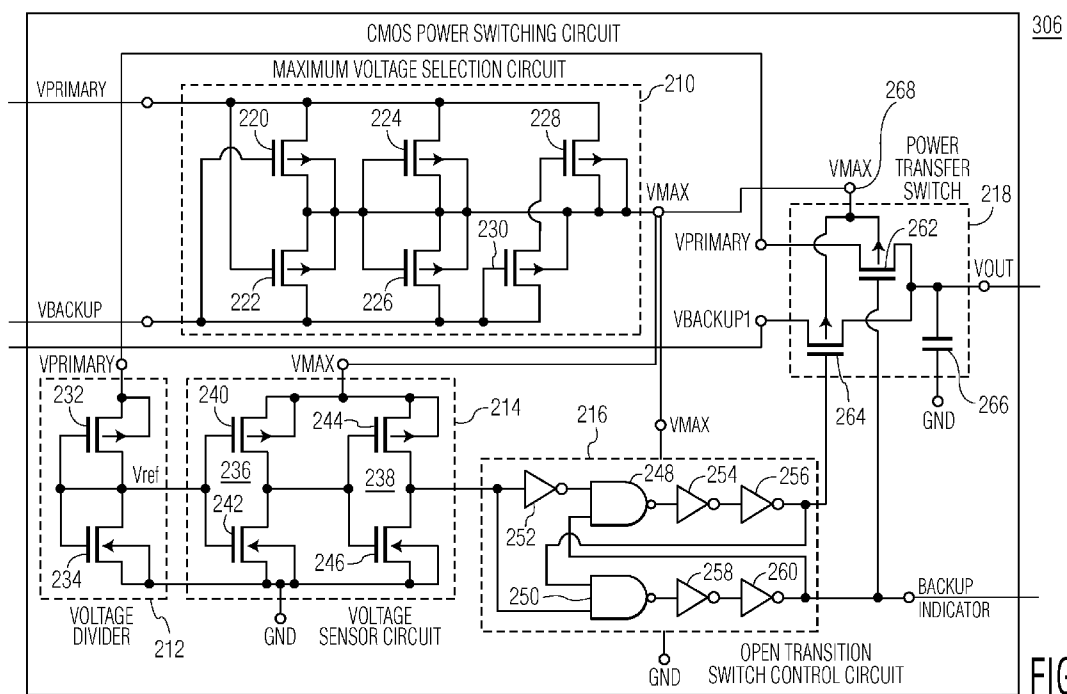 306
CMOS POWER SWITCHING CIRCUIT
MAXIMUM VOLTAGE SELECTION CIRCUIT
VPRIMARY
210
220
224
228
268
VMAX
POWER
TRANSFER
SWITCH
218
VMAX
VPRIMARY
262
VOUT
230
222
226
VBACKUP
VBACKUP1
VPRIMARY
VMAX
264
266
GND
232
240
244
214
216
VMAX
Vref
236
238
248
254
256
242
252
234
246
250
258
260
BACKUP
INDICATOR
VOLTAGE
DIVIDER
212
GND
VOLTAGE
SENSOR CIRCUIT
GND
OPEN TRANSITION
SWITCH CONTROL CIRCUIT
FIG